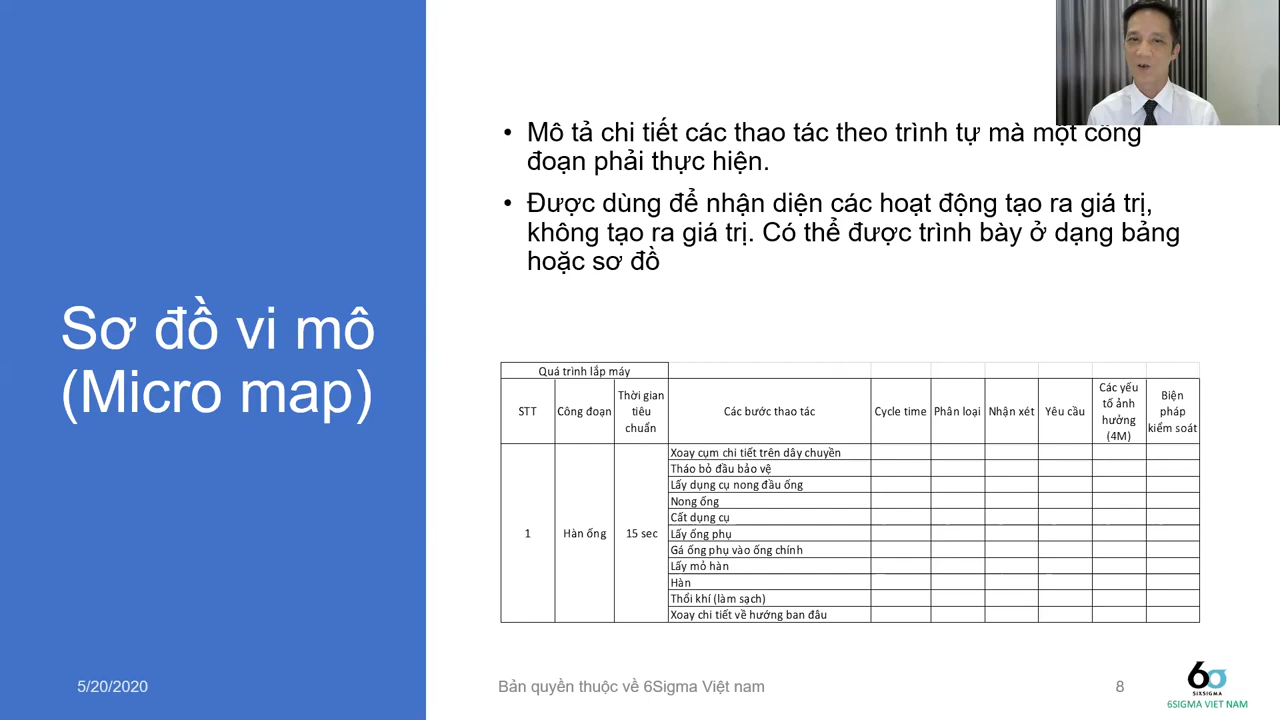 Mô tả chi tiết các thao tác theo trình tự mà một công
đoạn phải thực hiện.
Được dùng để nhận diện các hoạt động tạo ra giá trị,
không tạo ra giá trị. Có thể được trình bày ở dạng bảng
hoặc sơ đồ
Sơ đồ vi mô
(Micro map)
Quá trình lắp máy
STT
Công đoạn
Thời gian
tiêu
chuẩn
Các bước thao tác
Cycle time
Phân loại
Nhận xét
Yêu cầu
Các yếu
tố ảnh
hưởng
(4M)
Biện
pháp
kiểm soát
1
Hàn ống
15 sec
Xoay cụm chi tiết trên dây chuyền
Tháo bỏ đầu bảo vệ
Lấy dụng cụ nong đầu ống
Nong ống
Cất dụng cụ
Lấy ống phụ
Gá ống phụ vào ống chính
Lấy mỏ hàn
Hàn
Thổi khí (làm sạch)
Xoay chi tiết về hướng ban đâu
5/20/2020
Bản quyền thuộc về 6Sigma Việt nam
8
6σ
SIXSIGMA
6SIGMA VIET NAM